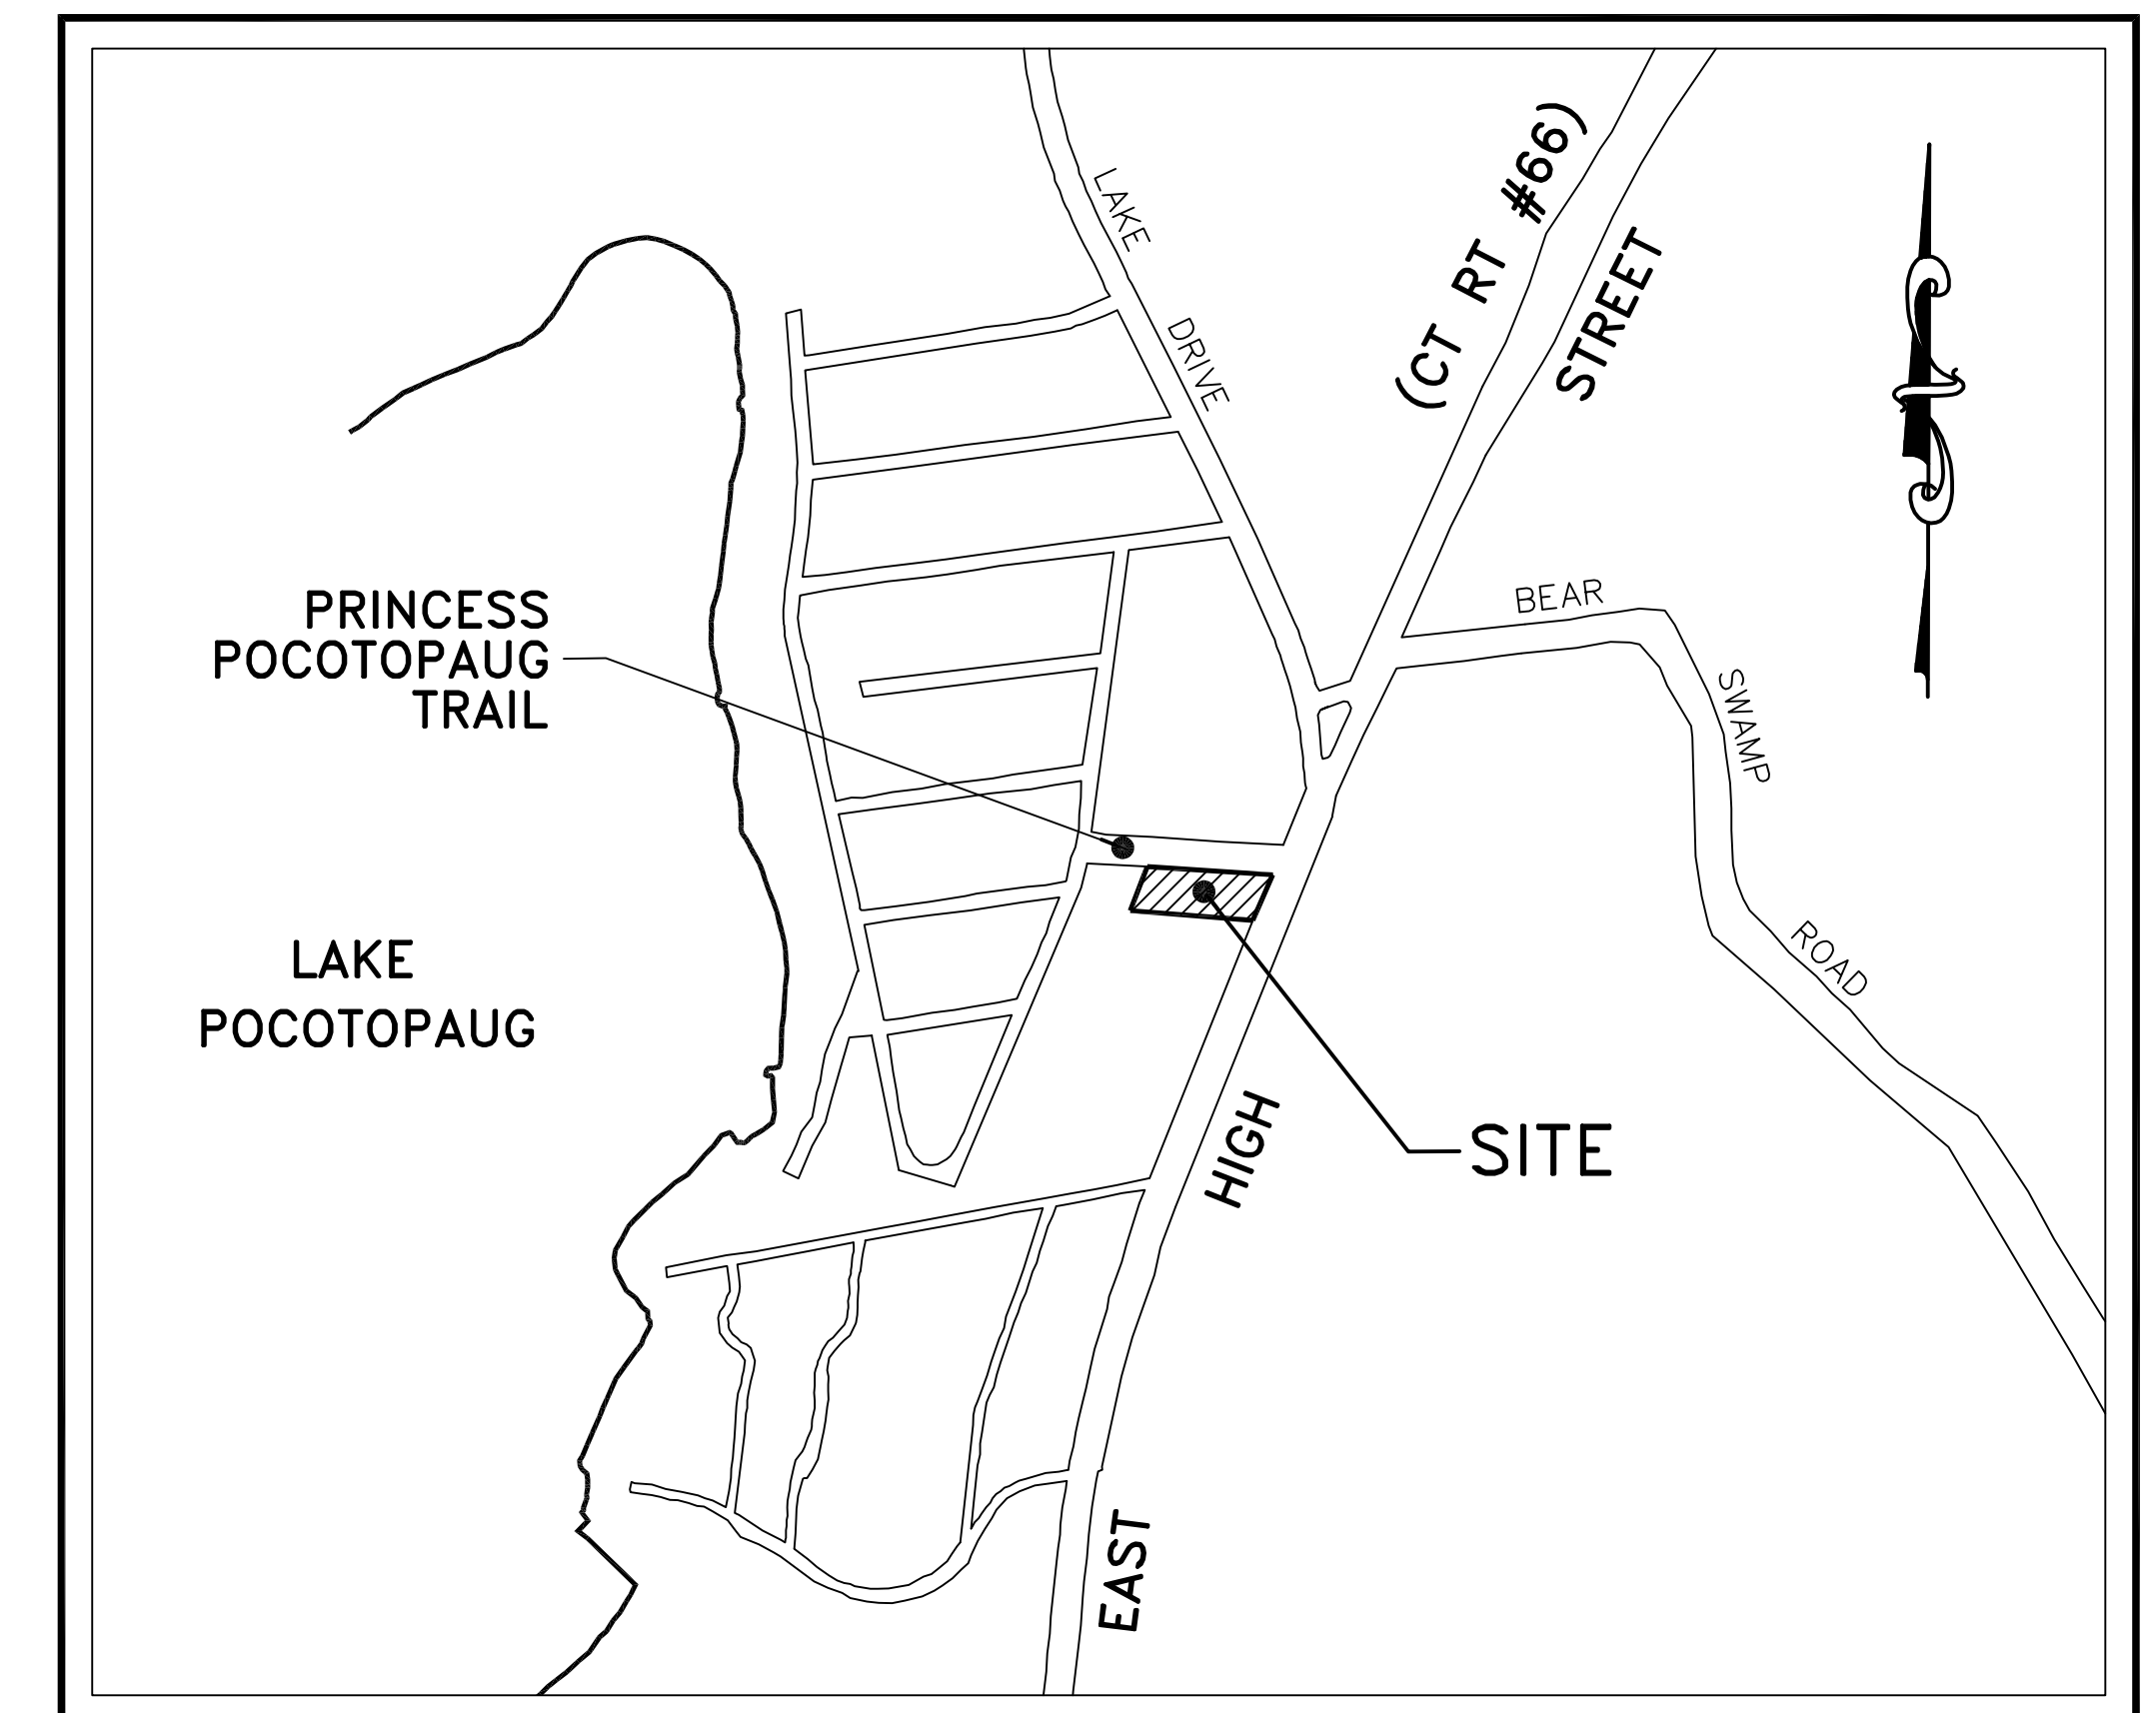 LAKE DRIVE
(CT RT #66)
EAST HIGH STREET
BEAR SWAMP ROAD
PRINCESS
POCOTOPAUG
TRAIL
LAKE
POCOTOPAUG
SITE